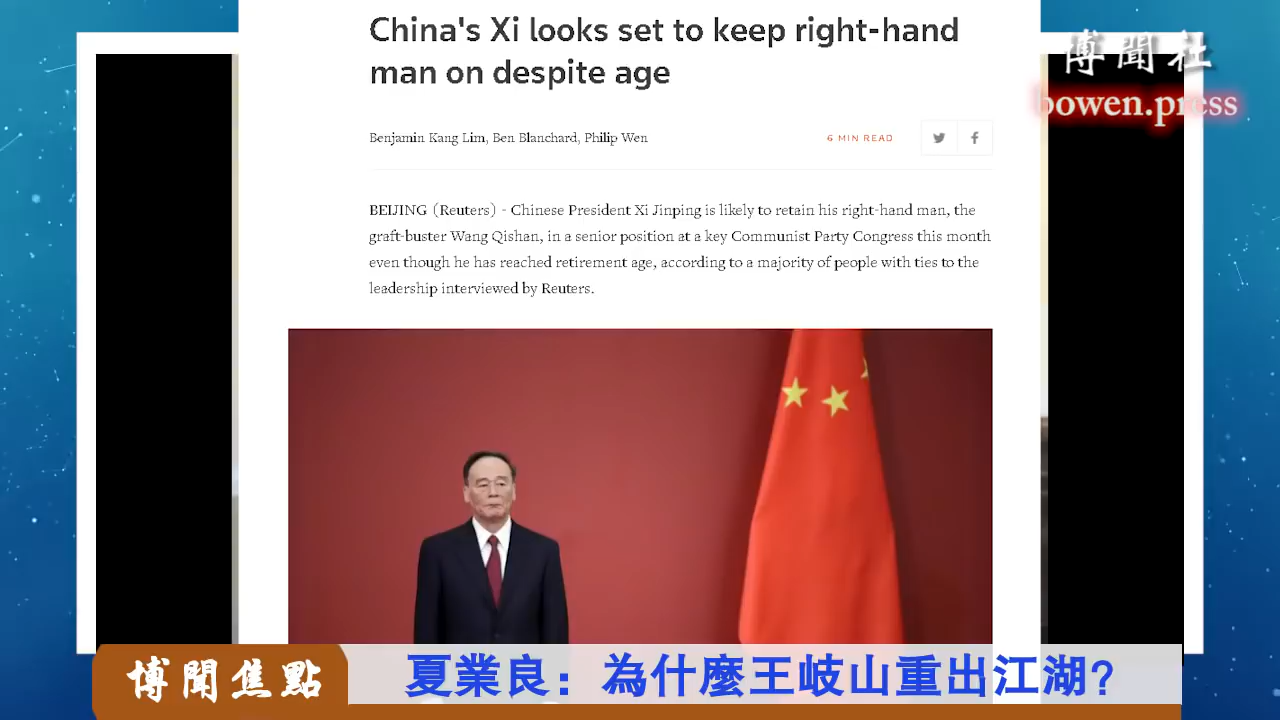 China's Xi looks set to keep right-hand
man on despite age
博聞社
bowen.press
Benjamin Kang Lim, Ben Blanchard, Philip Wen
6 MIN READ
BEIJING (Reuters) - Chinese President Xi Jinping is likely to retain his right-hand man, the
graft-buster Wang Qishan, in a senior position at a key Communist Party Congress this month
even though he has reached retirement age, according to a majority of people with ties to the
leadership interviewed by Reuters.
博聞焦點
夏業良：為什麼王岐山重出江湖？